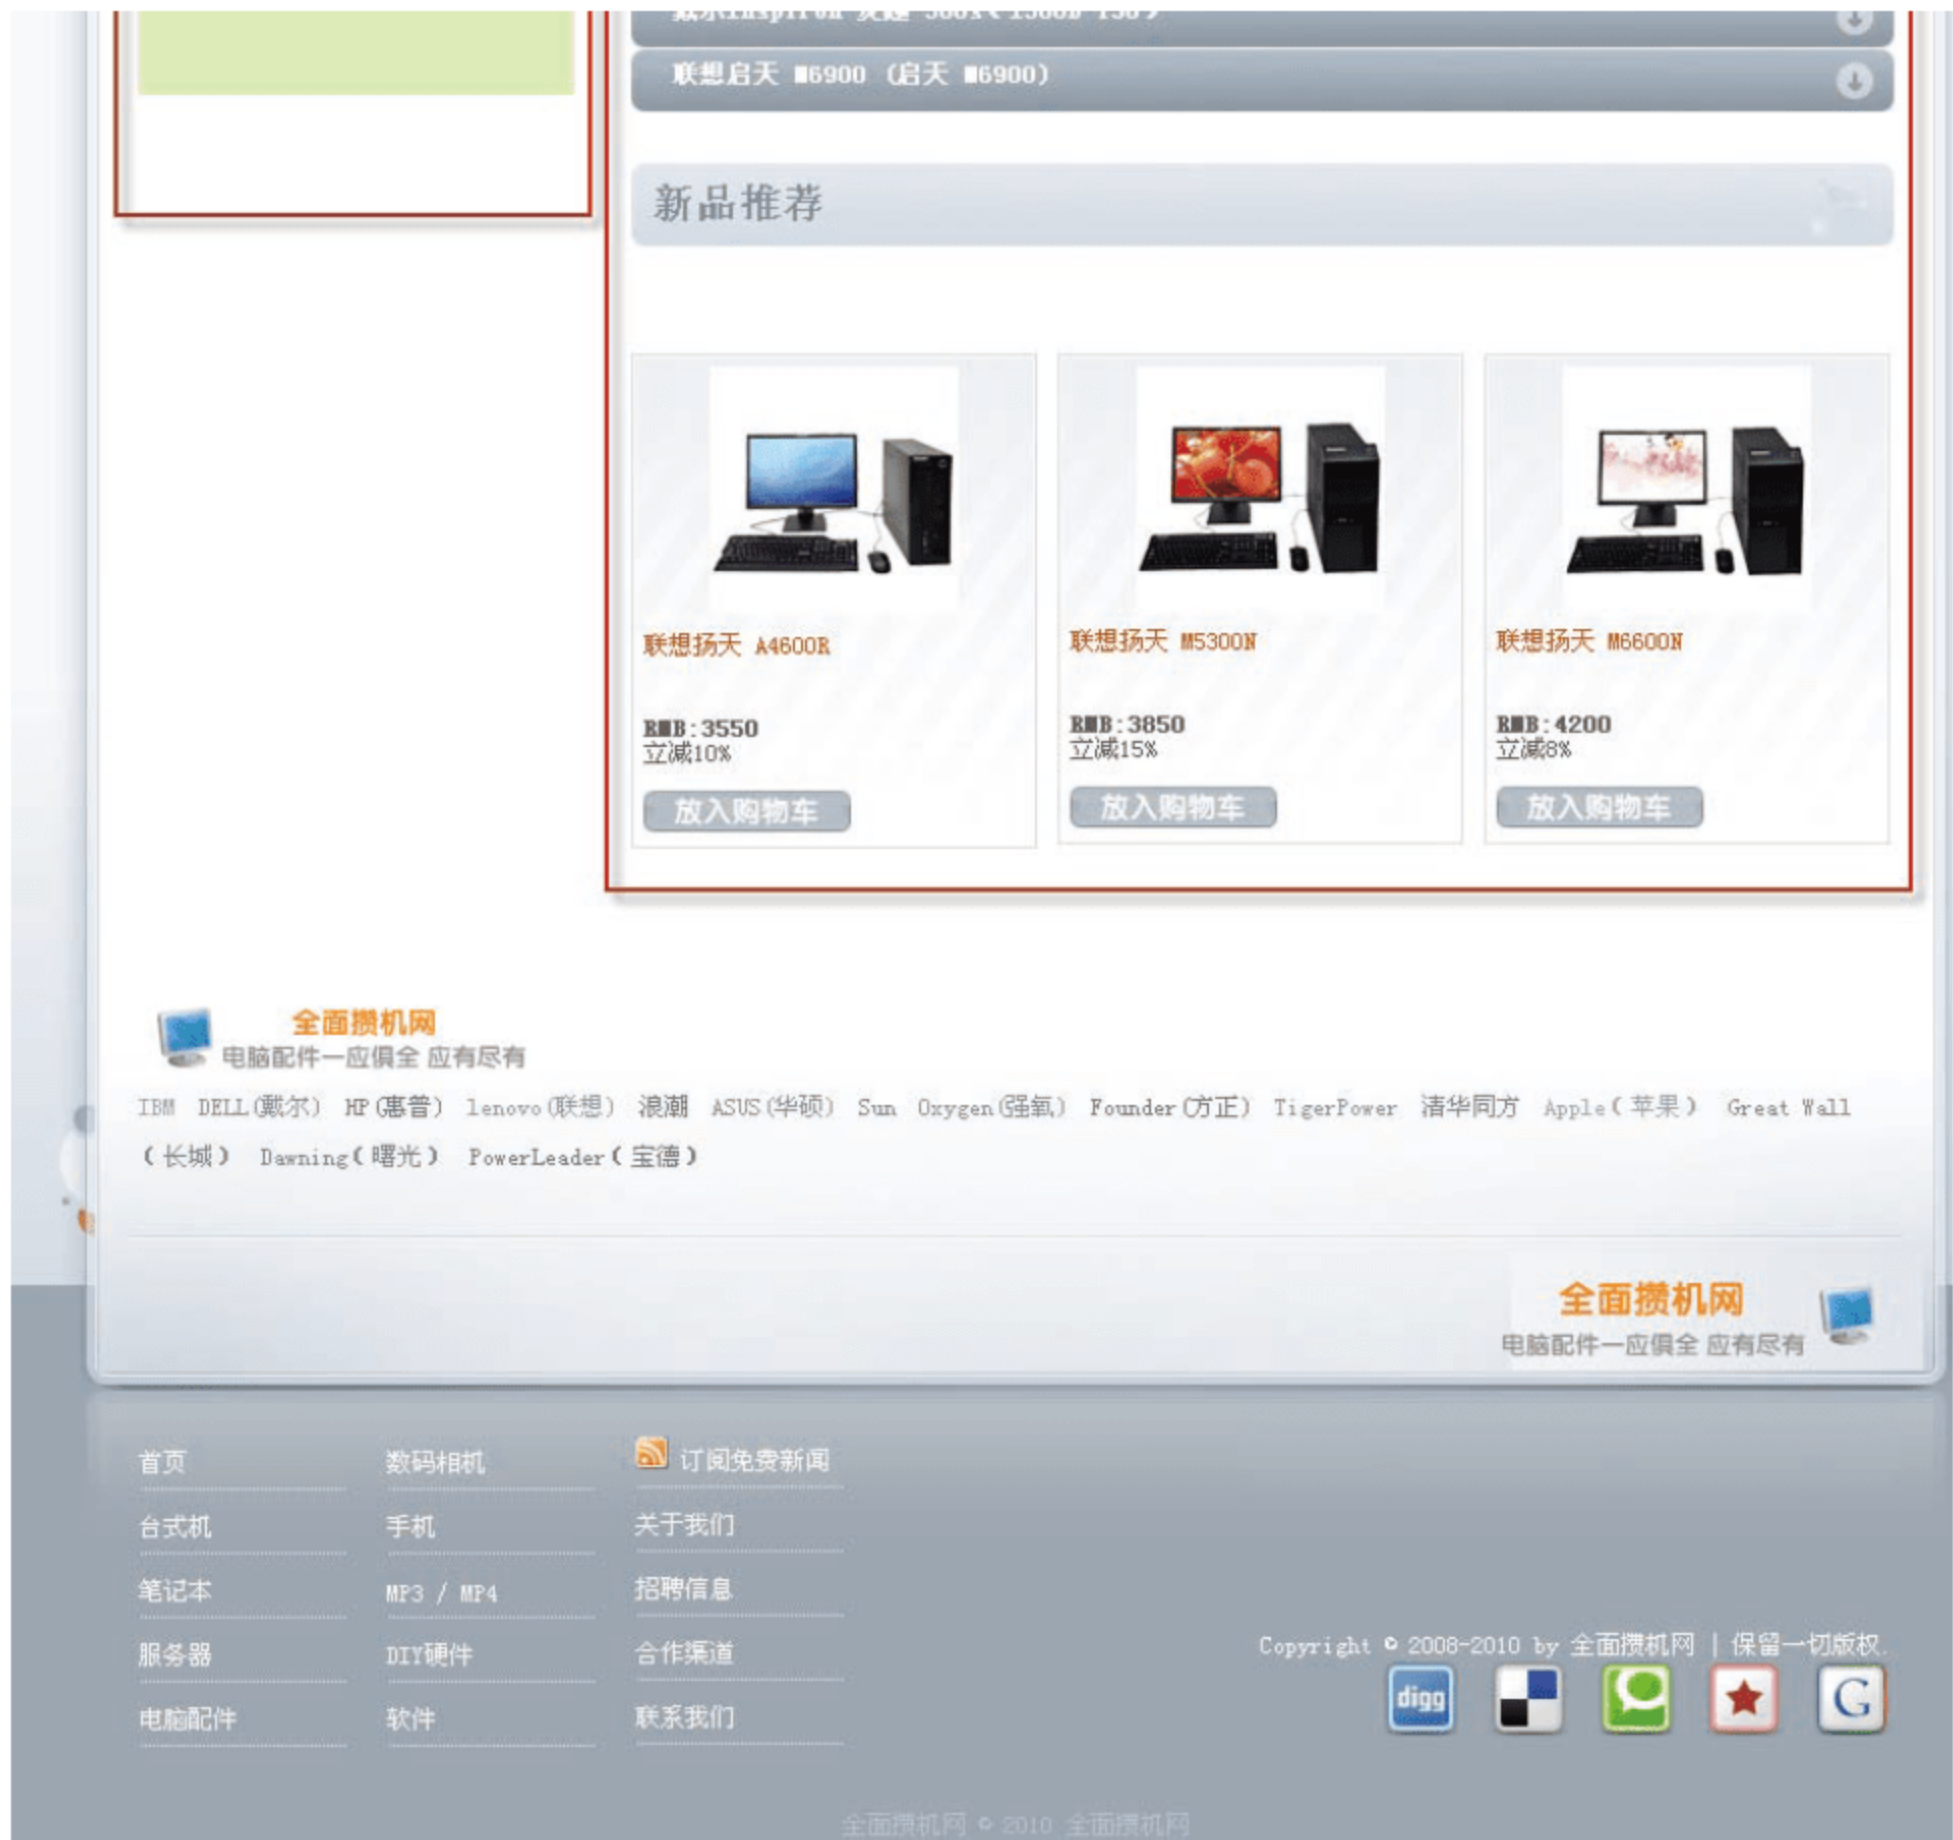 联想启天 M6900 （启天 M6900）
新品推荐
联想扬天 A4600R
RMB:3550
立减10%
放入购物车
联想扬天 M5300N
RMB:3850
立减15%
放入购物车
联想扬天 M6600N
RMB:4200
立减8%
放入购物车
全面攒机网
电脑配件一应俱全 应有尽有
IBM DELL(戴尔) HP(惠普) lenovo(联想) 浪潮 ASUS(华硕) Sun Oxygen(强氧) Founder(方正) TigerPower 清华同方 Apple（苹果） Great Wall
（长城） Dawning（曙光） PowerLeader（宝德）
全面攒机网
电脑配件一应俱全 应有尽有
首页
台式机
笔记本
服务器
电脑配件
数码相机
手机
MP3 / MP4
DIY硬件
软件
订阅免费新闻
关于我们
招聘信息
合作渠道
联系我们
Copyright © 2008-2010 by 全面攒机网 | 保留一切版权.
digg
G
全面攒机网 © 2010 全面攒机网